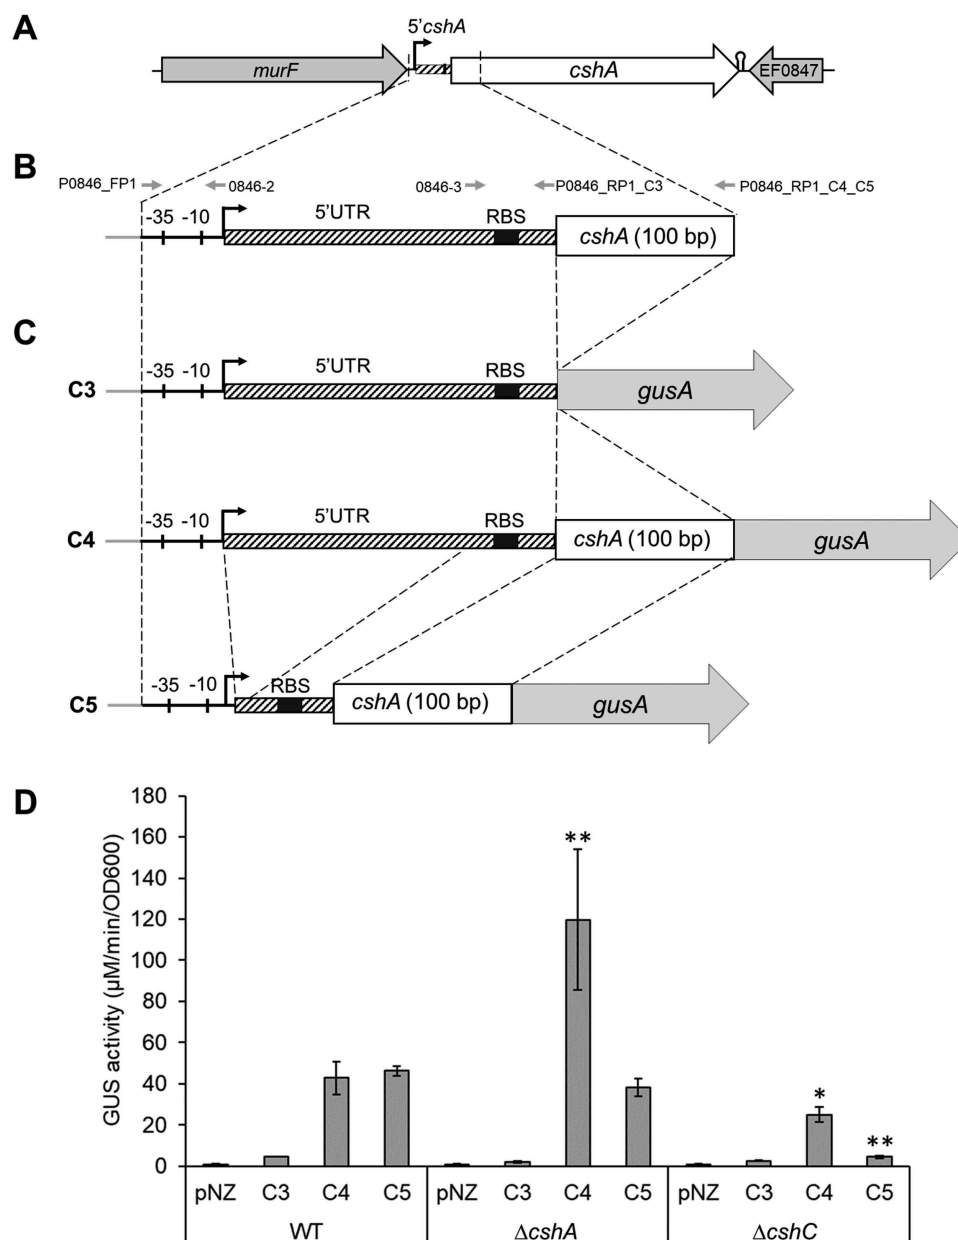 A
5'cshA
murF
cshA
EF0847
B
P0846_FP1
0846-2
0846-3
P0846_RP1_C3
P0846_RP1_C4_C5
-35 -10
5'UTR
RBS
cshA (100 bp)
C
-35 -10
5'UTR
RBS
C3
gusA
-35 -10
5'UTR
RBS
C4
cshA (100 bp)
gusA
-35 -10
RBS
C5
cshA (100 bp)
gusA
D
GUS activity (µM/min/OD600)
180
160
140
120
100
80
60
40
20
0
**
*
**
pNZ C3 C4 C5 pNZ C3 C4 C5 pNZ C3 C4 C5
WT ΔcshA ΔcshC